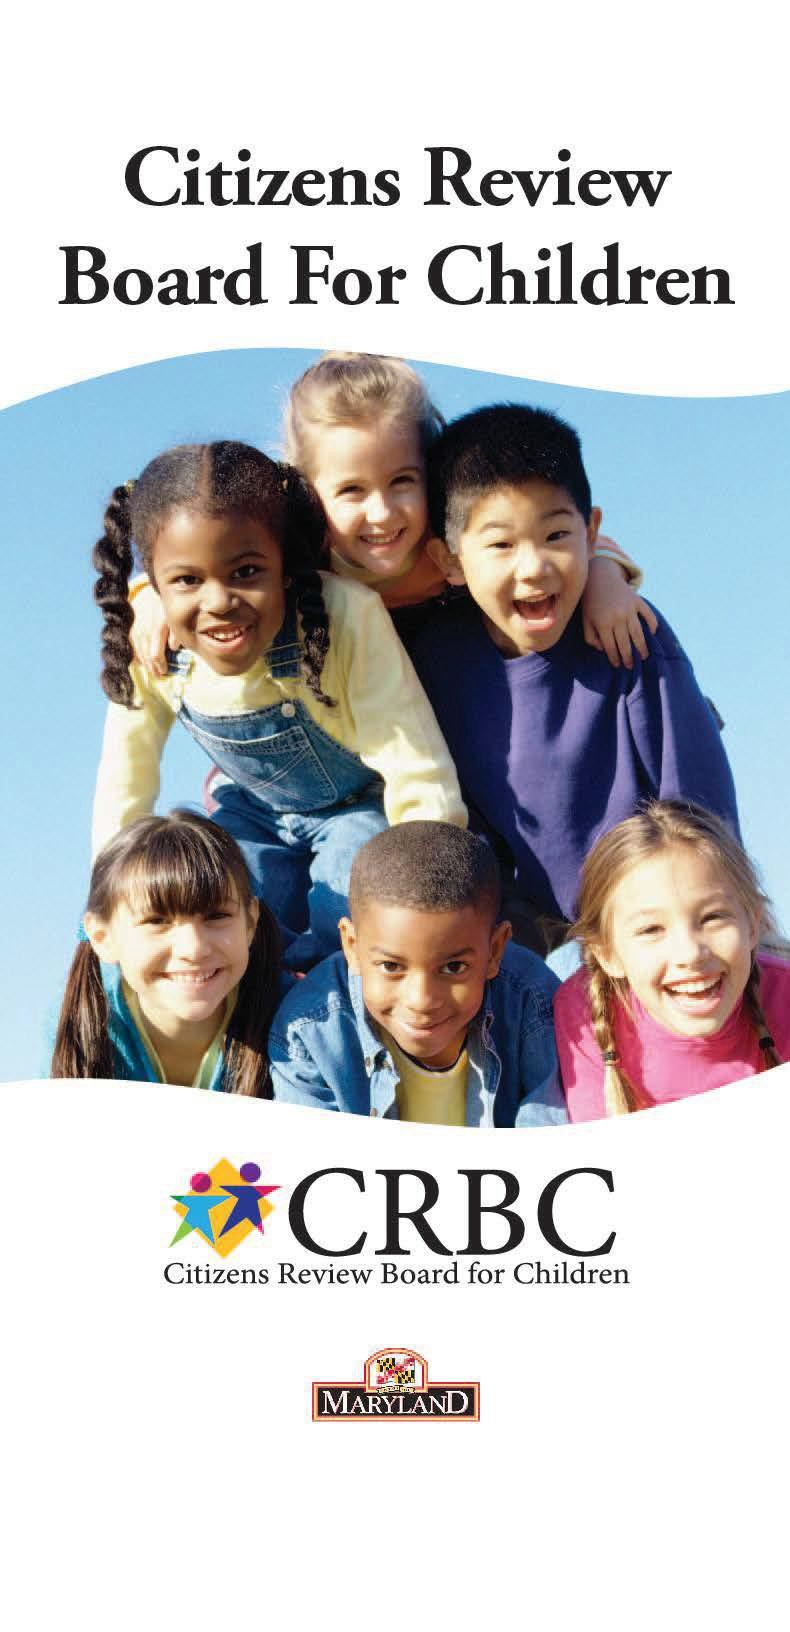 Citizens Review
Board For Children
CRBC
Citizens Review Board for Children
MARYLAND